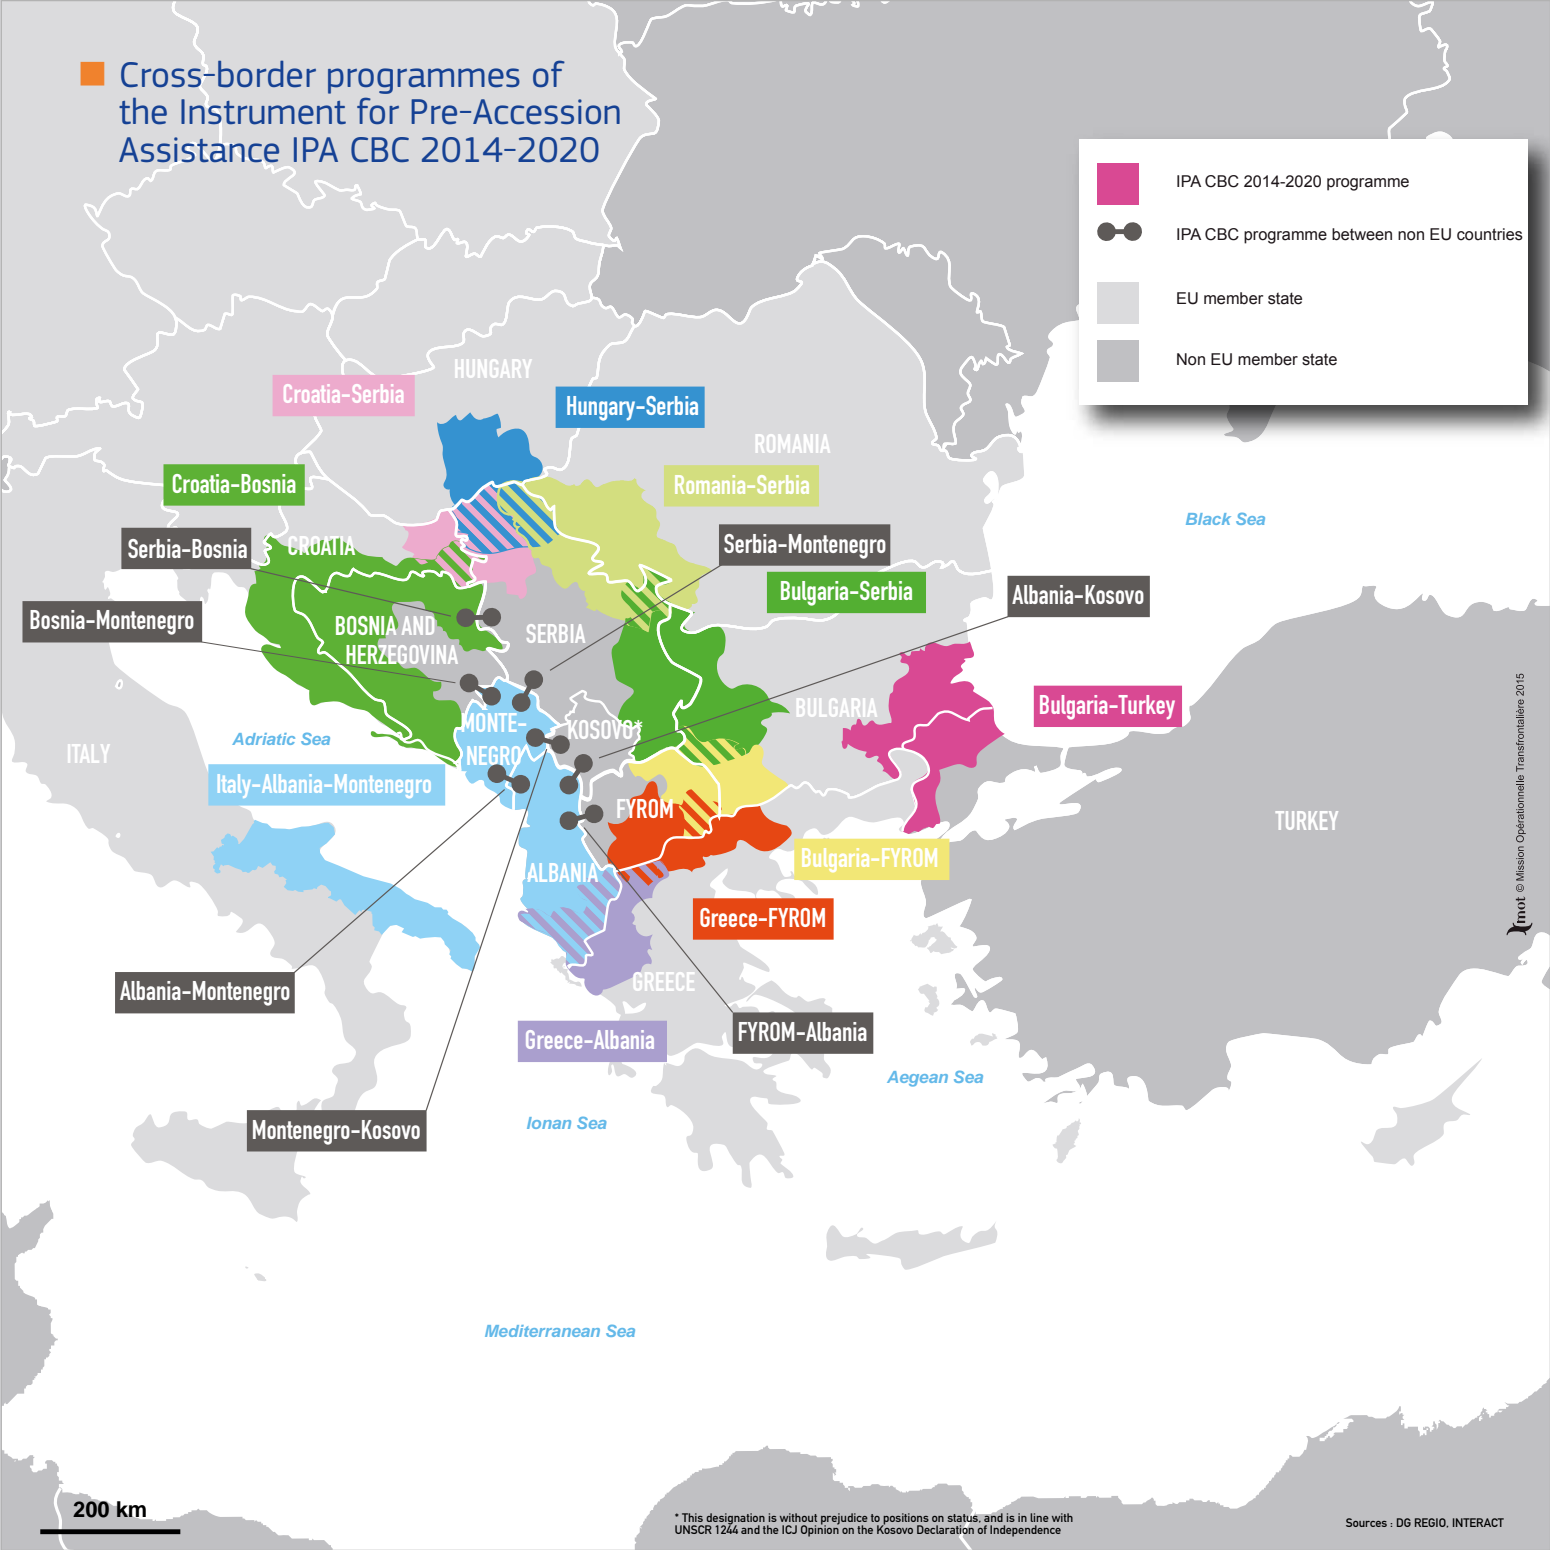 Cross-border programmes of
the Instrument for Pre-Accession
Assistance IPA CBC 2014-2020
IPA CBC 2014-2020 programme
IPA CBC programme between non EU countries
EU member state
Non EU member state
HUNGARY
Croatia-Serbia
Hungary-Serbia
ROMANIA
Croatia-Bosnia
Romania-Serbia
Black Sea
Serbia-Bosnia
CROATIA
Serbia-Montenegro
Bulgaria-Serbia
Albania-Kosovo
Bosnia-Montenegro
BOSNIA AND
HERZEGOVINA
SERBIA
BULGARIA
Bulgaria-Turkey
MONTE-
NEGRO
KOSOVO*
Adriatic Sea
ITALY
Italy-Albania-Montenegro
FYROM
TURKEY
Bulgaria-FYROM
ALBANIA
Greece-FYROM
GREECE
Albania-Montenegro
Greece-Albania
FYROM-Albania
Aegean Sea
Montenegro-Kosovo
Ionan Sea
Mediterranean Sea
mot © Mission Opérationnelle Transfrontalière 2015
200 km
* This designation is without prejudice to positions on status, and is in line with
UNSCR 1244 and the ICJ Opinion on the Kosovo Declaration of Independence
Sources : DG REGIO, INTERACT